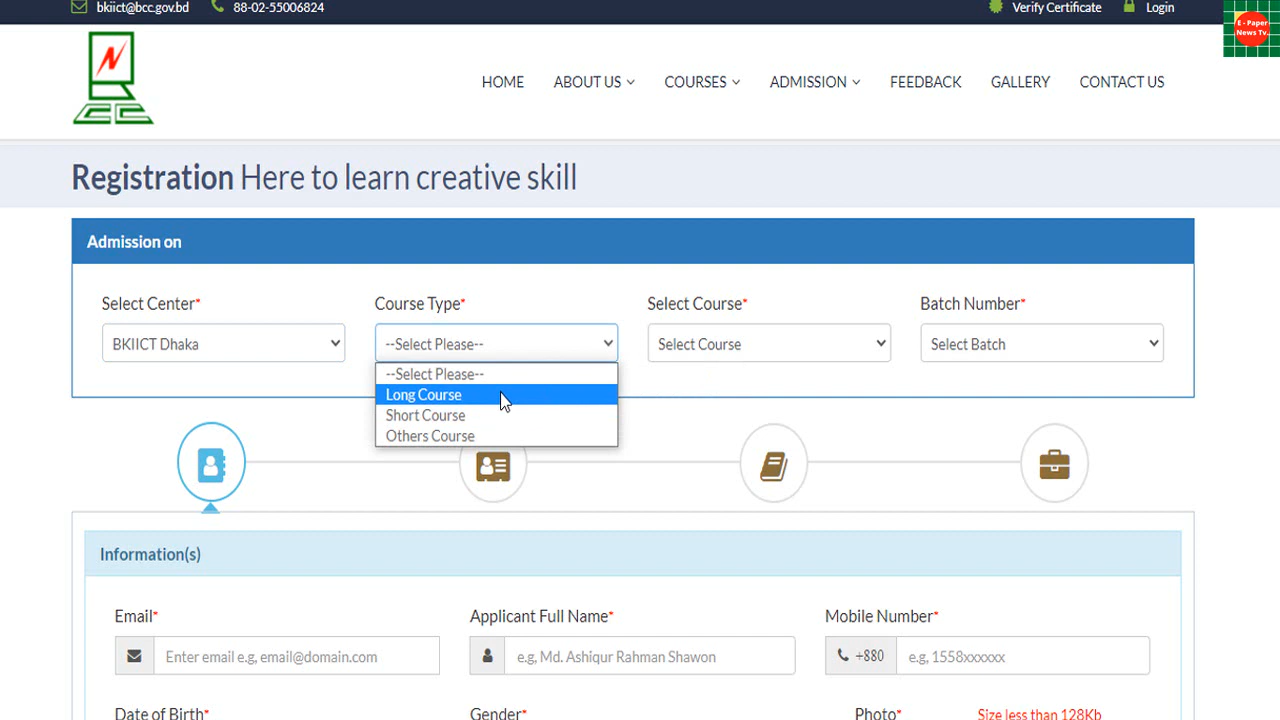 bkiict@bcc.gov.bd 88-02-55006824 Verify Certificate Login
E - Paper
News Tv.
HOME ABOUT US COURSES ADMISSION FEEDBACK GALLERY CONTACT US
Registration Here to learn creative skill
Admission on
Select Center* Course Type* Select Course* Batch Number*
BKIICT Dhaka --Select Please-- Select Course Select Batch
--Select Please--
Long Course
Short Course
Others Course
Information(s)
Email* Applicant Full Name* Mobile Number*
Enter email e.g, email@domain.com e.g, Md. Ashiqur Rahman Shawon +880 e.g, 1558xxxxxx
Date of Birth* Gender* Photo* Size less than 128Kb